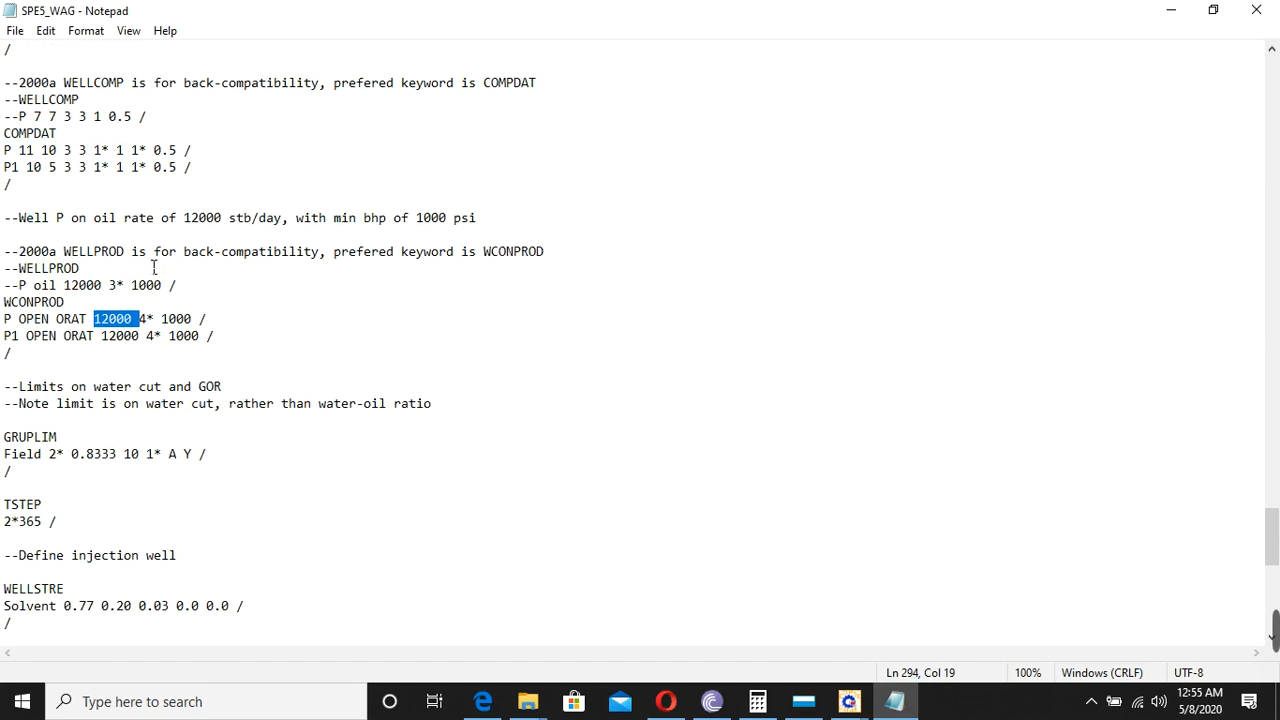 SPE5_WAG - Notepad
File Edit Format View Help
/
--2000a WELLCOMP is for back-compatibility, prefered keyword is COMPDAT
--WELLCOMP
--P 7 7 3 3 1 0.5 /
COMPDAT
P 11 10 3 3 1* 1 1* 0.5 /
P1 10 5 3 3 1* 1 1* 0.5 /
/
--Well P on oil rate of 12000 stb/day, with min bhp of 1000 psi
--2000a WELLPROD is for back-compatibility, prefered keyword is WCONPROD
--WELLPROD
--P oil 12000 3* 1000 /
WCONPROD
P OPEN ORAT 12000 4* 1000 /
P1 OPEN ORAT 12000 4* 1000 /
/
--Limits on water cut and GOR
--Note limit is on water cut, rather than water-oil ratio
GRUPLIM
Field 2* 0.8333 10 1* A Y /
/
TSTEP
2*365 /
--Define injection well
WELLSTRE
Solvent 0.77 0.20 0.03 0.0 0.0 /
/
Ln 294, Col 19 100% Windows (CRLF) UTF-8
Type here to search
12:55 AM
5/8/2020